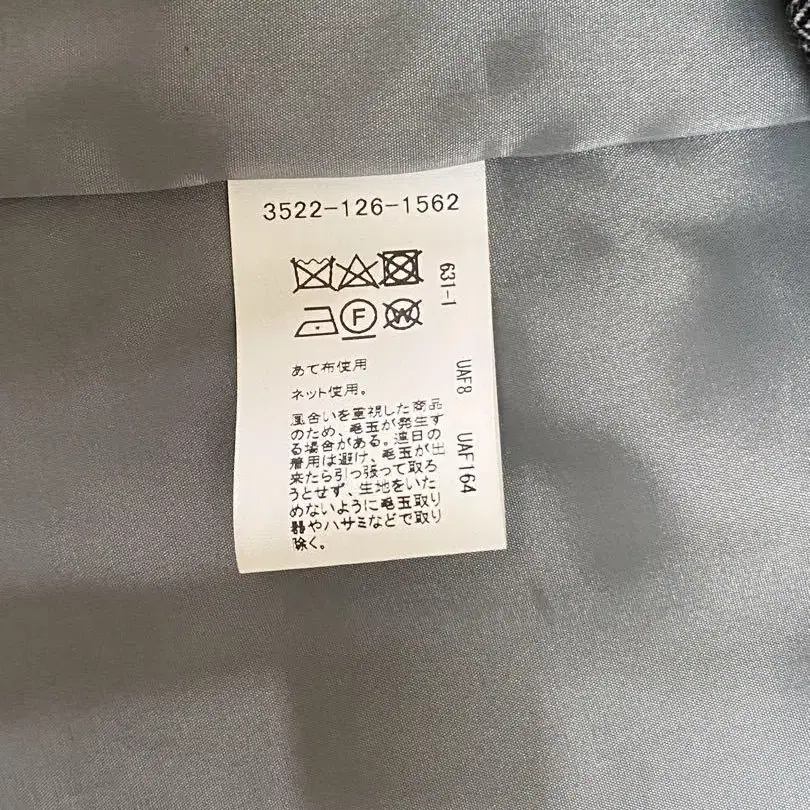 3522-126-1562
631-1
F
W
あて布使用
ネット使用。
風合いを重視した商品
のため、毛玉が発生す
る場合がある。連日の
着用は避け、毛玉が出
来たら引っ張って取ろ
うとせず、生地をいた
めないように毛玉取り
器やハサミなどで取り
除く。
UAF8 UAF164